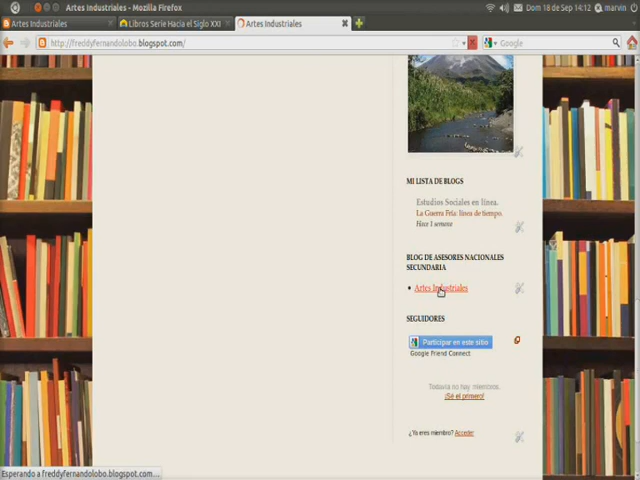 Artes Industriales - Mozilla Firefox
Dom 18 de Sep 14:12
marvin
Artes Industriales
Libros Serie Hacia el Siglo XXI
Artes Industriales
http://freddyfernandolobo.blogspot.com/
Google
MI LISTA DE BLOGS
Estudios Sociales en línea.
La Guerra Fría: línea de tiempo.
Hace 1 semana
BLOG DE ASESORES NACIONALES
SECUNDARIA
Artes Industriales
SEGUIDORES
Participar en este sitio
Google Friend Connect
Todavía no hay miembros.
¡Sé el primero!
¿Ya eres miembro? Acceder
Esperando a freddyfernandolobo.blogspot.com...